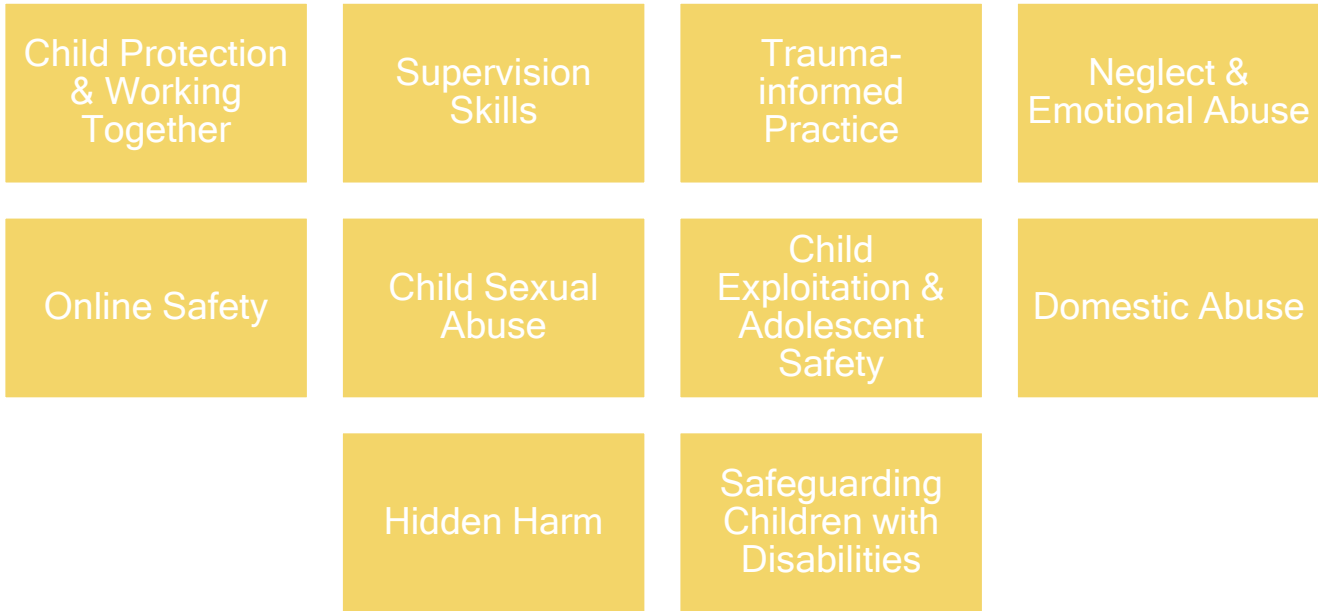 Child Protection
& Working
Together
Supervision
Skills
Trauma-
informed
Practice
Neglect &
Emotional Abuse
Online Safety
Child Sexual
Abuse
Child
Exploitation &
Adolescent
Safety
Domestic Abuse
Hidden Harm
Safeguarding
Children with
Disabilities